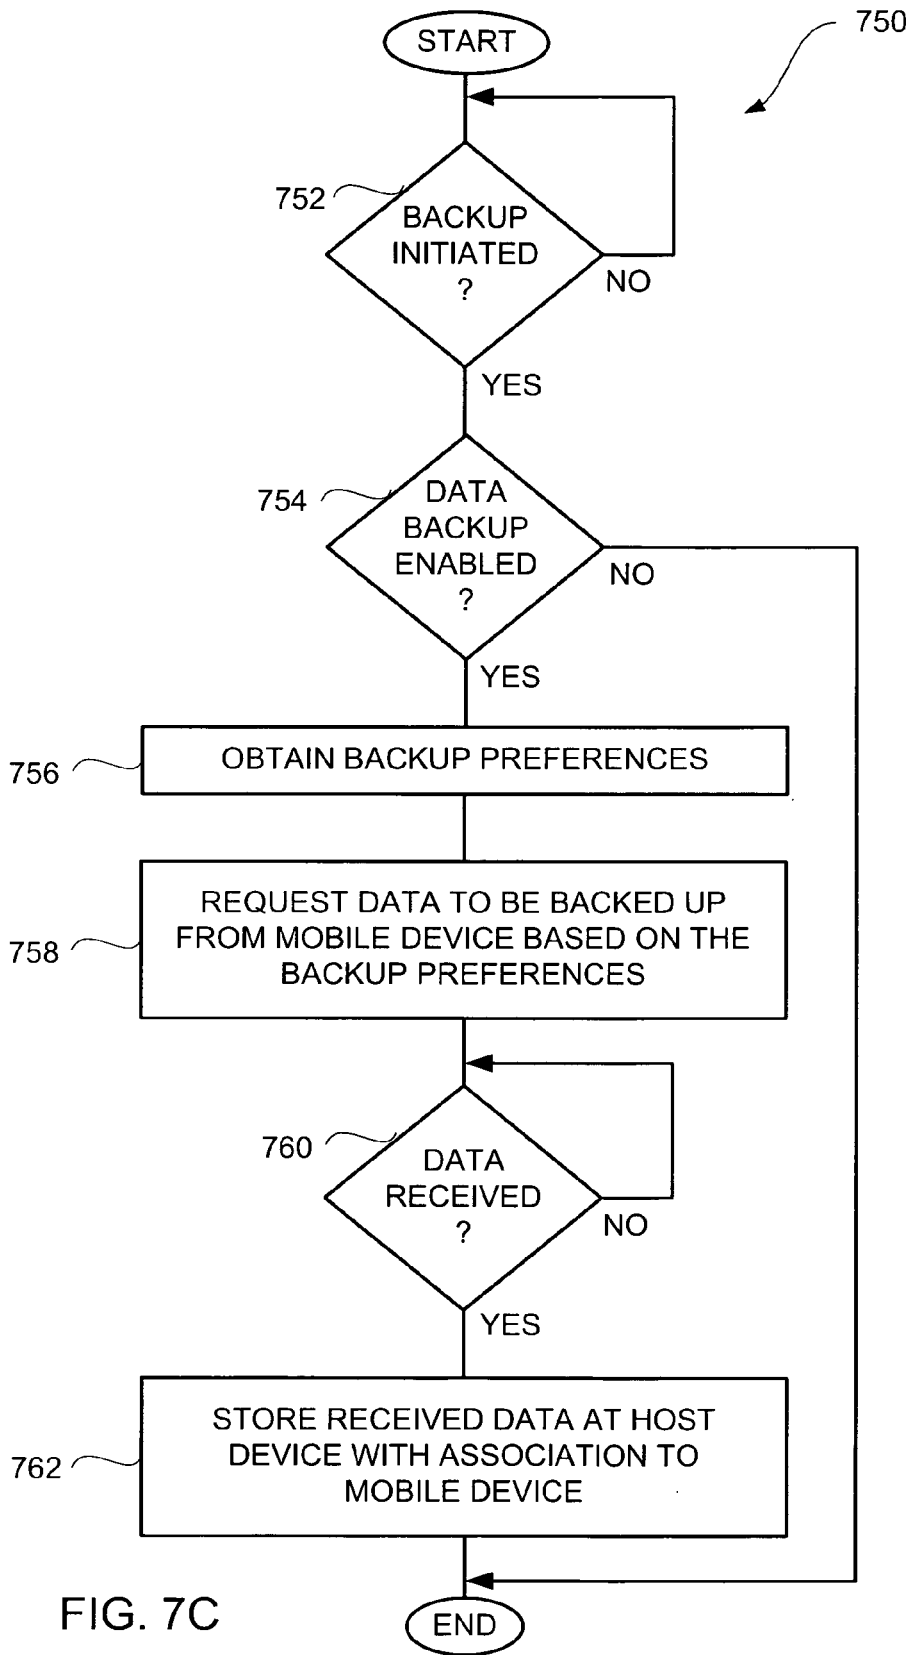 750
START
752
BACKUP
INITIATED
?
NO
YES
754
DATA
BACKUP
ENABLED
?
NO
YES
756
OBTAIN BACKUP PREFERENCES
758
REQUEST DATA TO BE BACKED UP
FROM MOBILE DEVICE BASED ON THE
BACKUP PREFERENCES
760
DATA
RECEIVED
?
NO
YES
762
STORE RECEIVED DATA AT HOST
DEVICE WITH ASSOCIATION TO
MOBILE DEVICE
FIG. 7C
END